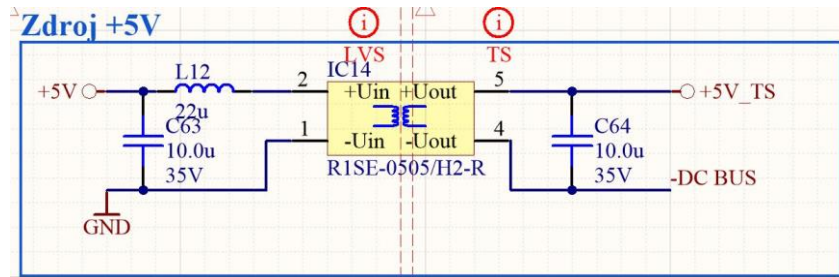 Zdroj +5V
i
i
LVS
TS
L12
2
IC14
5
+5V
+Uin
+Uout
+5V_TS
22u
C63
10.0u
35V
1
-Uin
-Uout
4
C64
10.0u
35V
R1SE-0505/H2-R
-DC BUS
GND